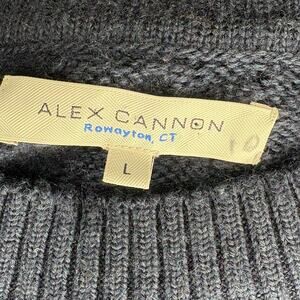 ALEX CANNON
Rowayton, CT
10
L